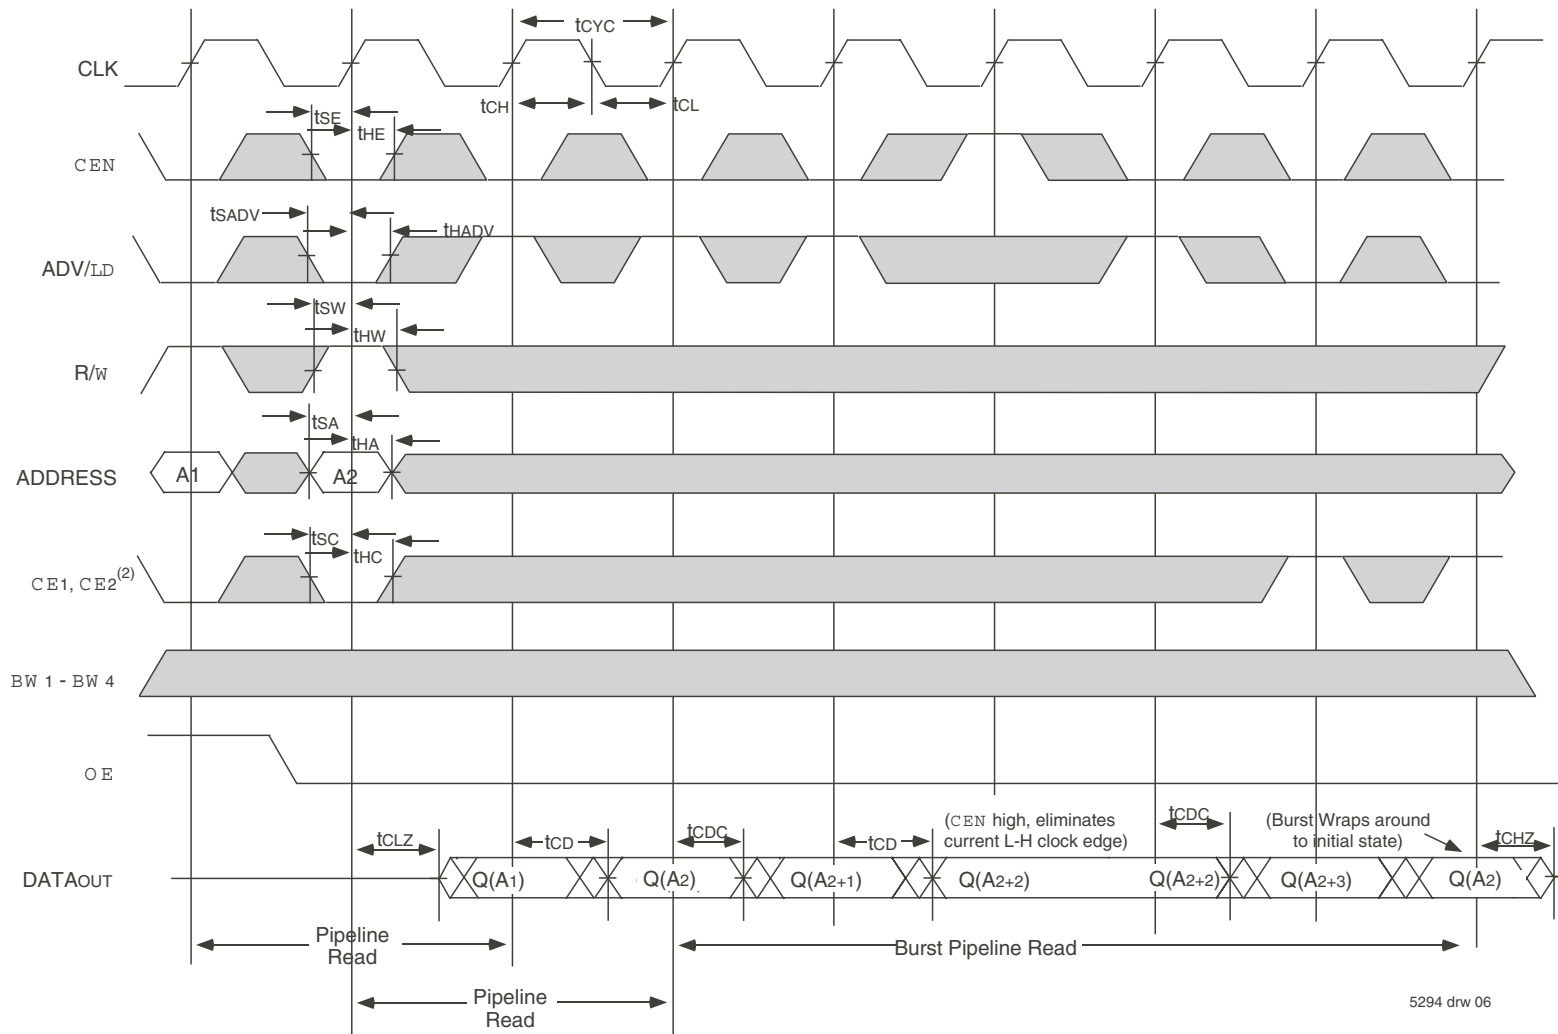 tCYC
CLK
tCH
tCL
tSE
tHE
CEN
tSADV
tHADV
ADV/LD
tSW
tHW
R/W
tSA
tHA
ADDRESS
A1
A2
tSC
tHC
CE1, CE2(2)
BW 1 - BW 4
OE
tCLZ
tCD
tCDC
tCD
(CEN high, eliminates
current L-H clock edge)
tCDC
(Burst Wraps around
to initial state)
tCHZ
DATAOUT
Q(A1)
Q(A2)
Q(A2+1)
Q(A2+2)
Q(A2+2)
Q(A2+3)
Q(A2)
Pipeline
Read
Burst Pipeline Read
Pipeline
Read
5294 drw 06